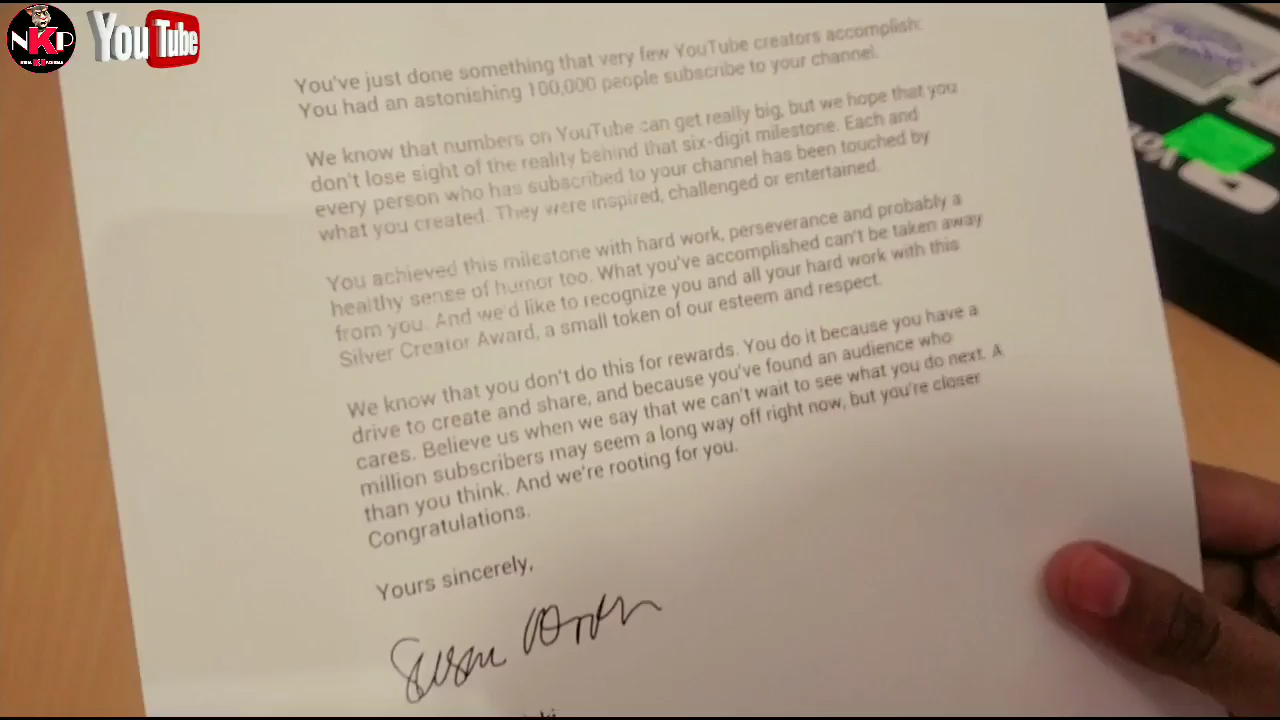 NKP
YouTube
You've just done something that very few YouTube creators accomplish:
You had an astonishing 100,000 people subscribe to your channel.
We know that numbers on YouTube can get really big, but we hope that you
don't lose sight of the reality behind that six-digit milestone. Each and
every person who has subscribed to your channel has been touched by
what you created. They were inspired, challenged or entertained.
You achieved this milestone with hard work, perseverance and probably a
healthy sense of humor too. What you've accomplished can't be taken away
from you. And we'd like to recognize you and all your hard work with this
Silver Creator Award, a small token of our esteem and respect.
We know that you don't do this for rewards. You do it because you have a
drive to create and share, and because you've found an audience who
cares. Believe us when we say that we can't wait to see what you do next. A
million subscribers may seem a long way off right now, but you're closer
than you think. And we're rooting for you.
Congratulations.
Yours sincerely,